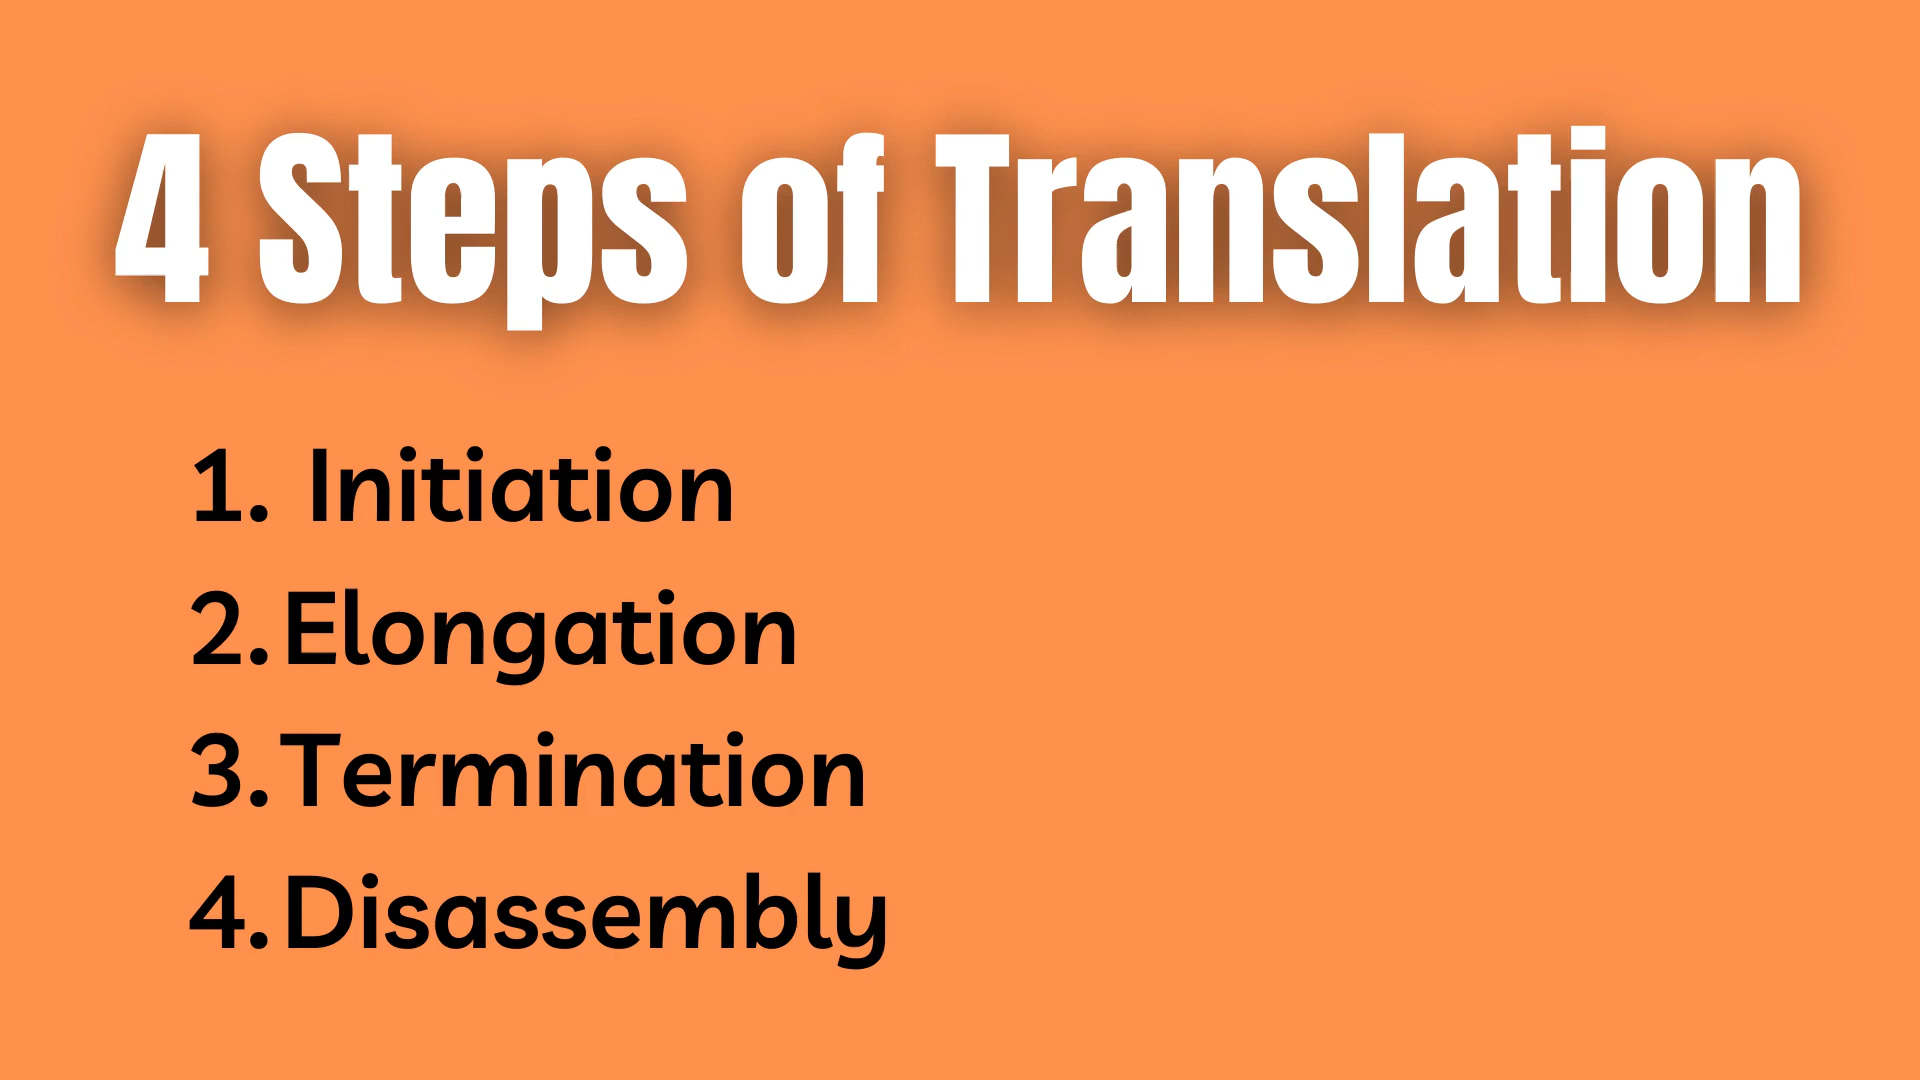 4 Steps of Translation
1. Initiation
2. Elongation
3. Termination
4. Disassembly